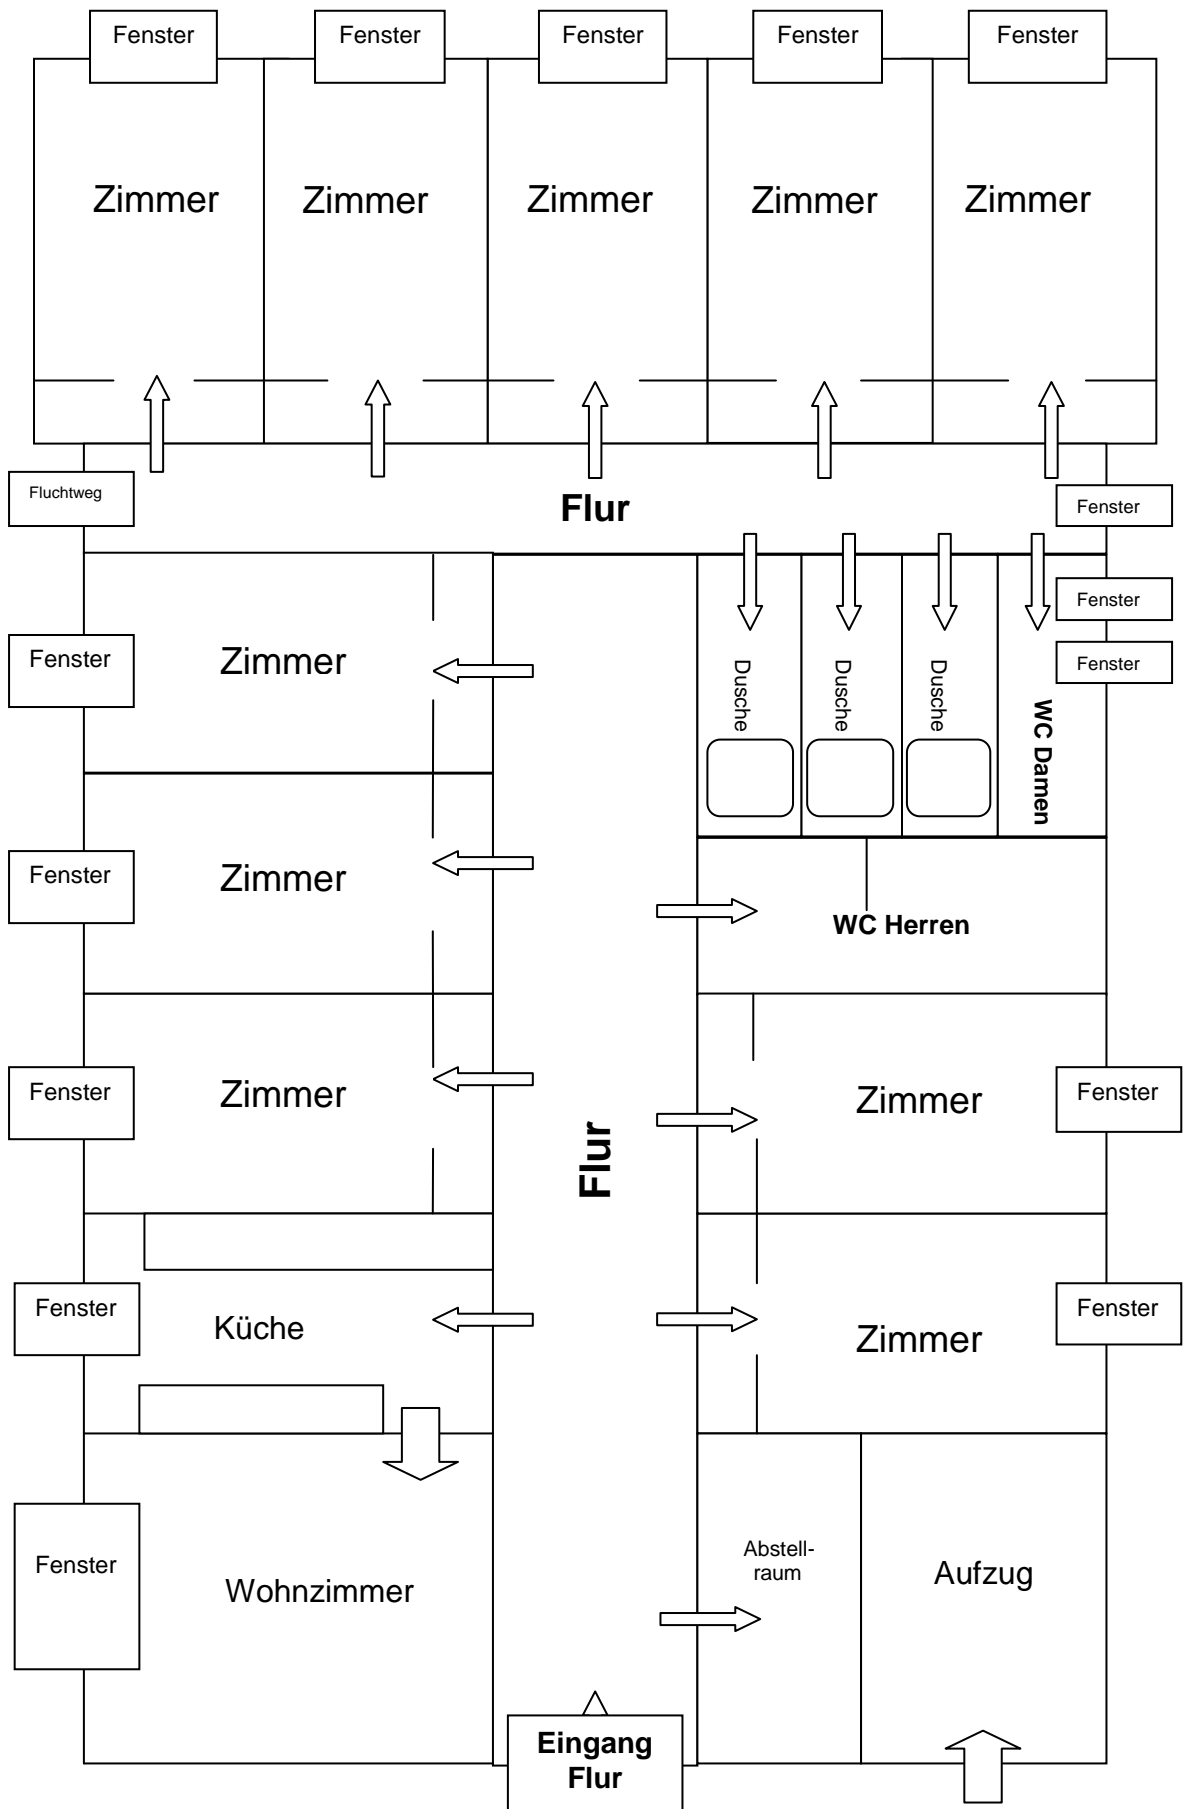 Fenster
Fenster
Fenster
Fenster
Fenster
Zimmer
Zimmer
Zimmer
Zimmer
Zimmer
Fluchtweg
Flur
Fenster
Fenster
Fenster
Zimmer
Fenster
Dusche
Dusche
Dusche
WC Damen
Fenster
Zimmer
WC Herren
Fenster
Zimmer
Flur
Zimmer
Fenster
Fenster
Küche
Zimmer
Fenster
Fenster
Wohnzimmer
Abstell-
raum
Aufzug
Eingang
Flur